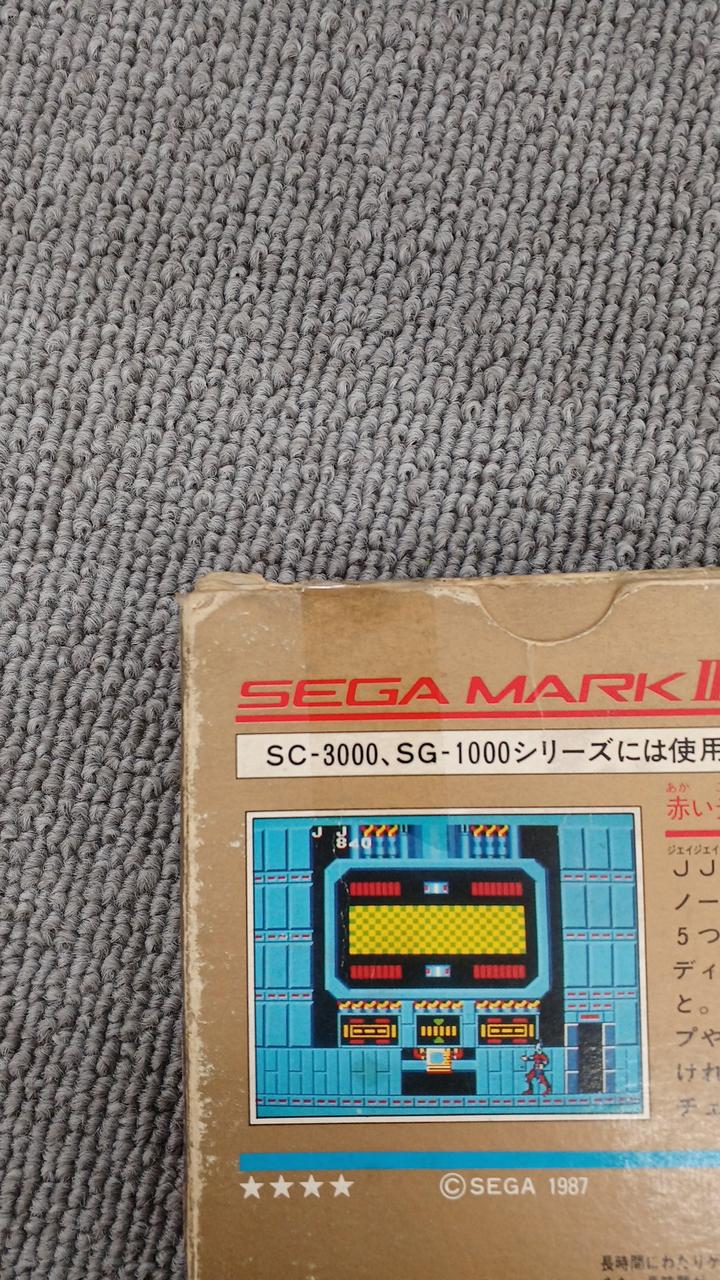 SEGA MARK III
SC-3000、SG-1000シリーズには使用
J J
840
あか
赤い
ジェイジェイ
JJ
ノー
5つ
ディ
と。
プや
けれ
チェ
★★★★
©SEGA 1987
長時間にわたりゲ